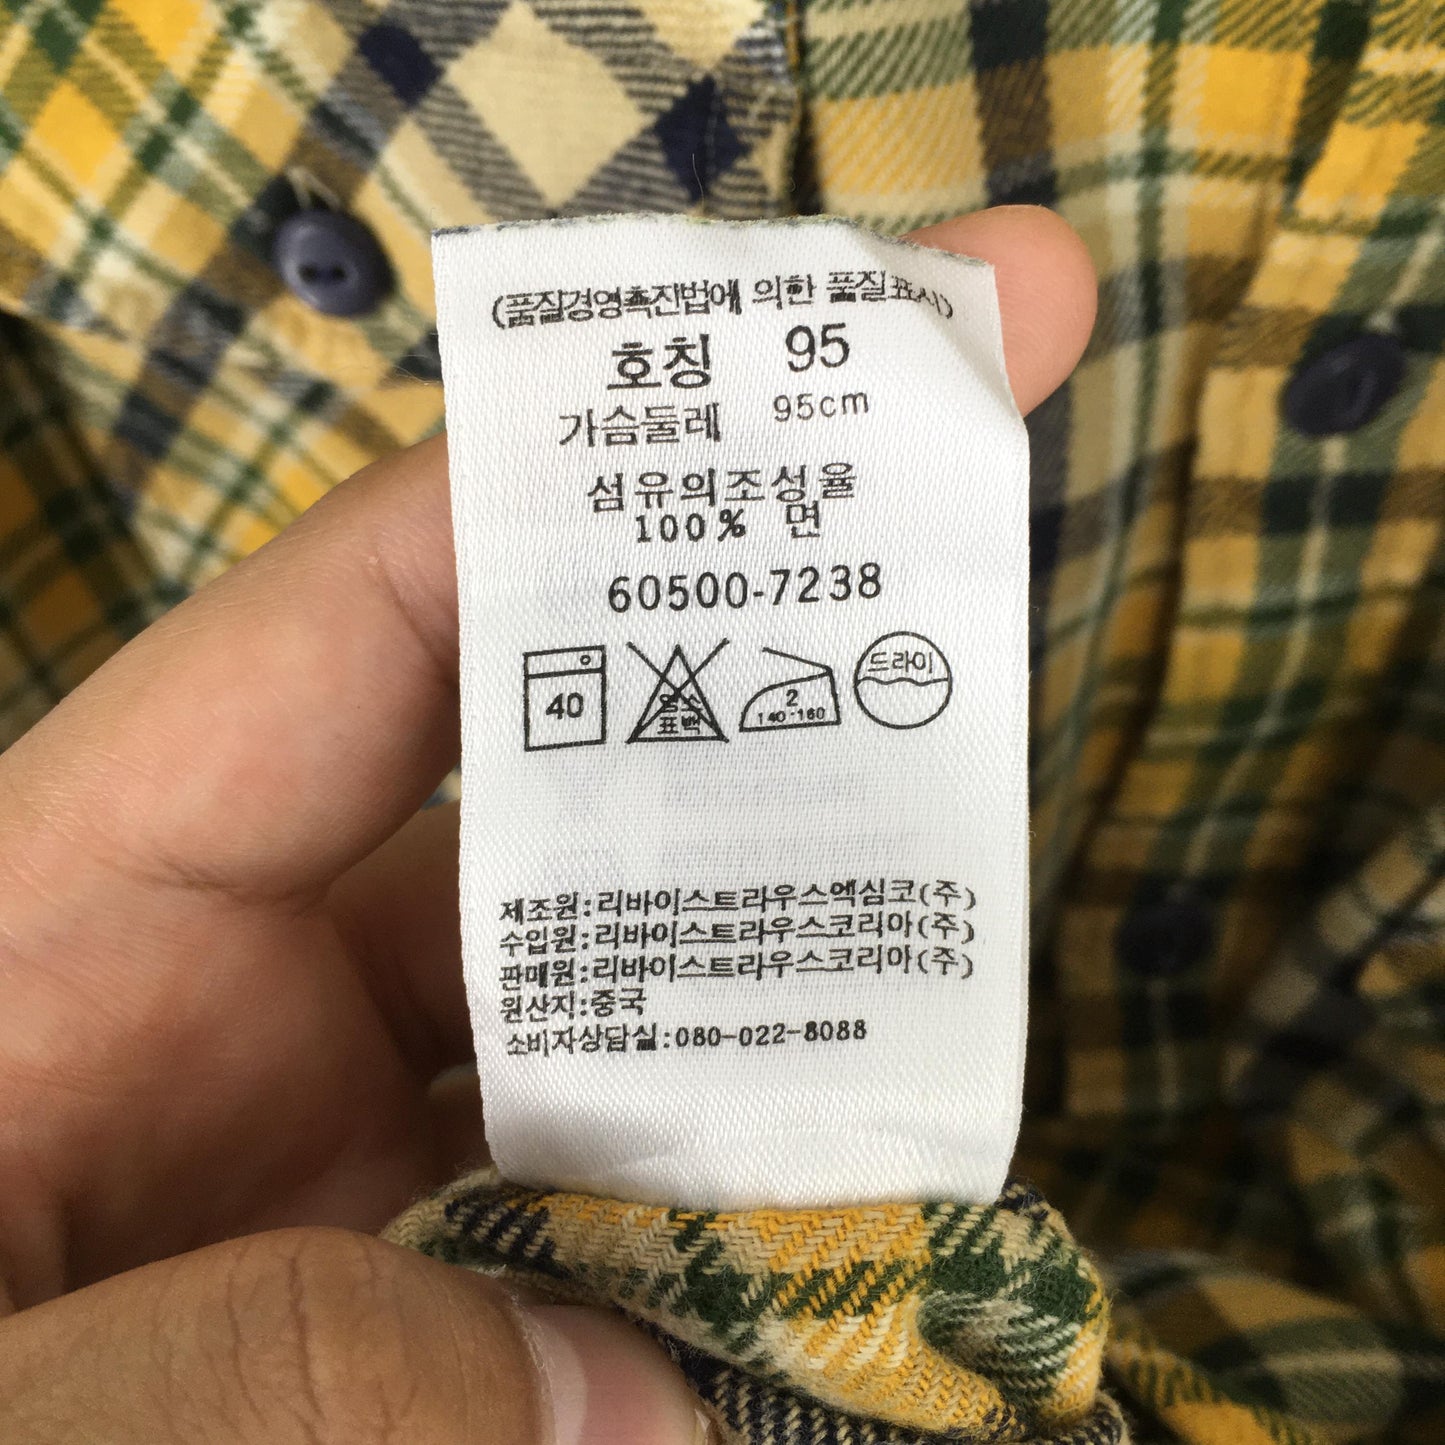 (품질경영촉진법에 의한 품질표시)
호칭 95
가슴둘레 95cm
섬유의조성율
100% 면
60500-7238
40
염소
표백
2
140-160
드라이
제조원:리바이스트라우스엑심코(주)
수입원:리바이스트라우스코리아(주)
판매원:리바이스트라우스코리아(주)
원산지:중국
소비자상담실:080-022-8088